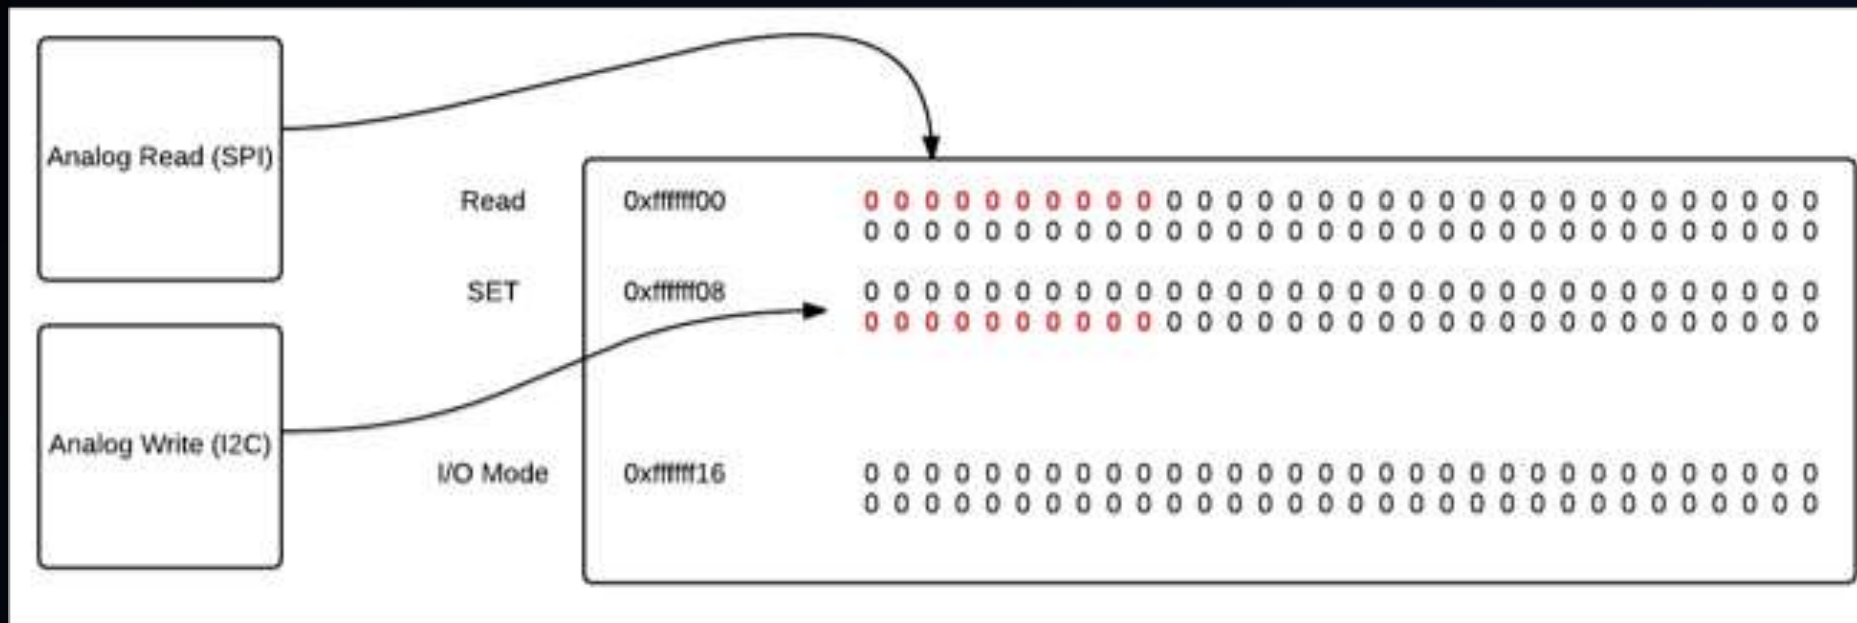 Analog Read (SPI)
Read 0xffffff00 0 0 0 0 0 0 0 0 0 0 0 0 0 0 0 0 0 0 0 0 0 0 0 0 0 0 0 0 0 0 0 0
0 0 0 0 0 0 0 0 0 0 0 0 0 0 0 0 0 0 0 0 0 0 0 0 0 0 0 0 0 0 0 0
SET 0xffffff08 0 0 0 0 0 0 0 0 0 0 0 0 0 0 0 0 0 0 0 0 0 0 0 0 0 0 0 0 0 0 0 0
0 0 0 0 0 0 0 0 0 0 0 0 0 0 0 0 0 0 0 0 0 0 0 0 0 0 0 0 0 0 0 0
Analog Write (I2C)
I/O Mode 0xffffff16 0 0 0 0 0 0 0 0 0 0 0 0 0 0 0 0 0 0 0 0 0 0 0 0 0 0 0 0 0 0 0 0
0 0 0 0 0 0 0 0 0 0 0 0 0 0 0 0 0 0 0 0 0 0 0 0 0 0 0 0 0 0 0 0